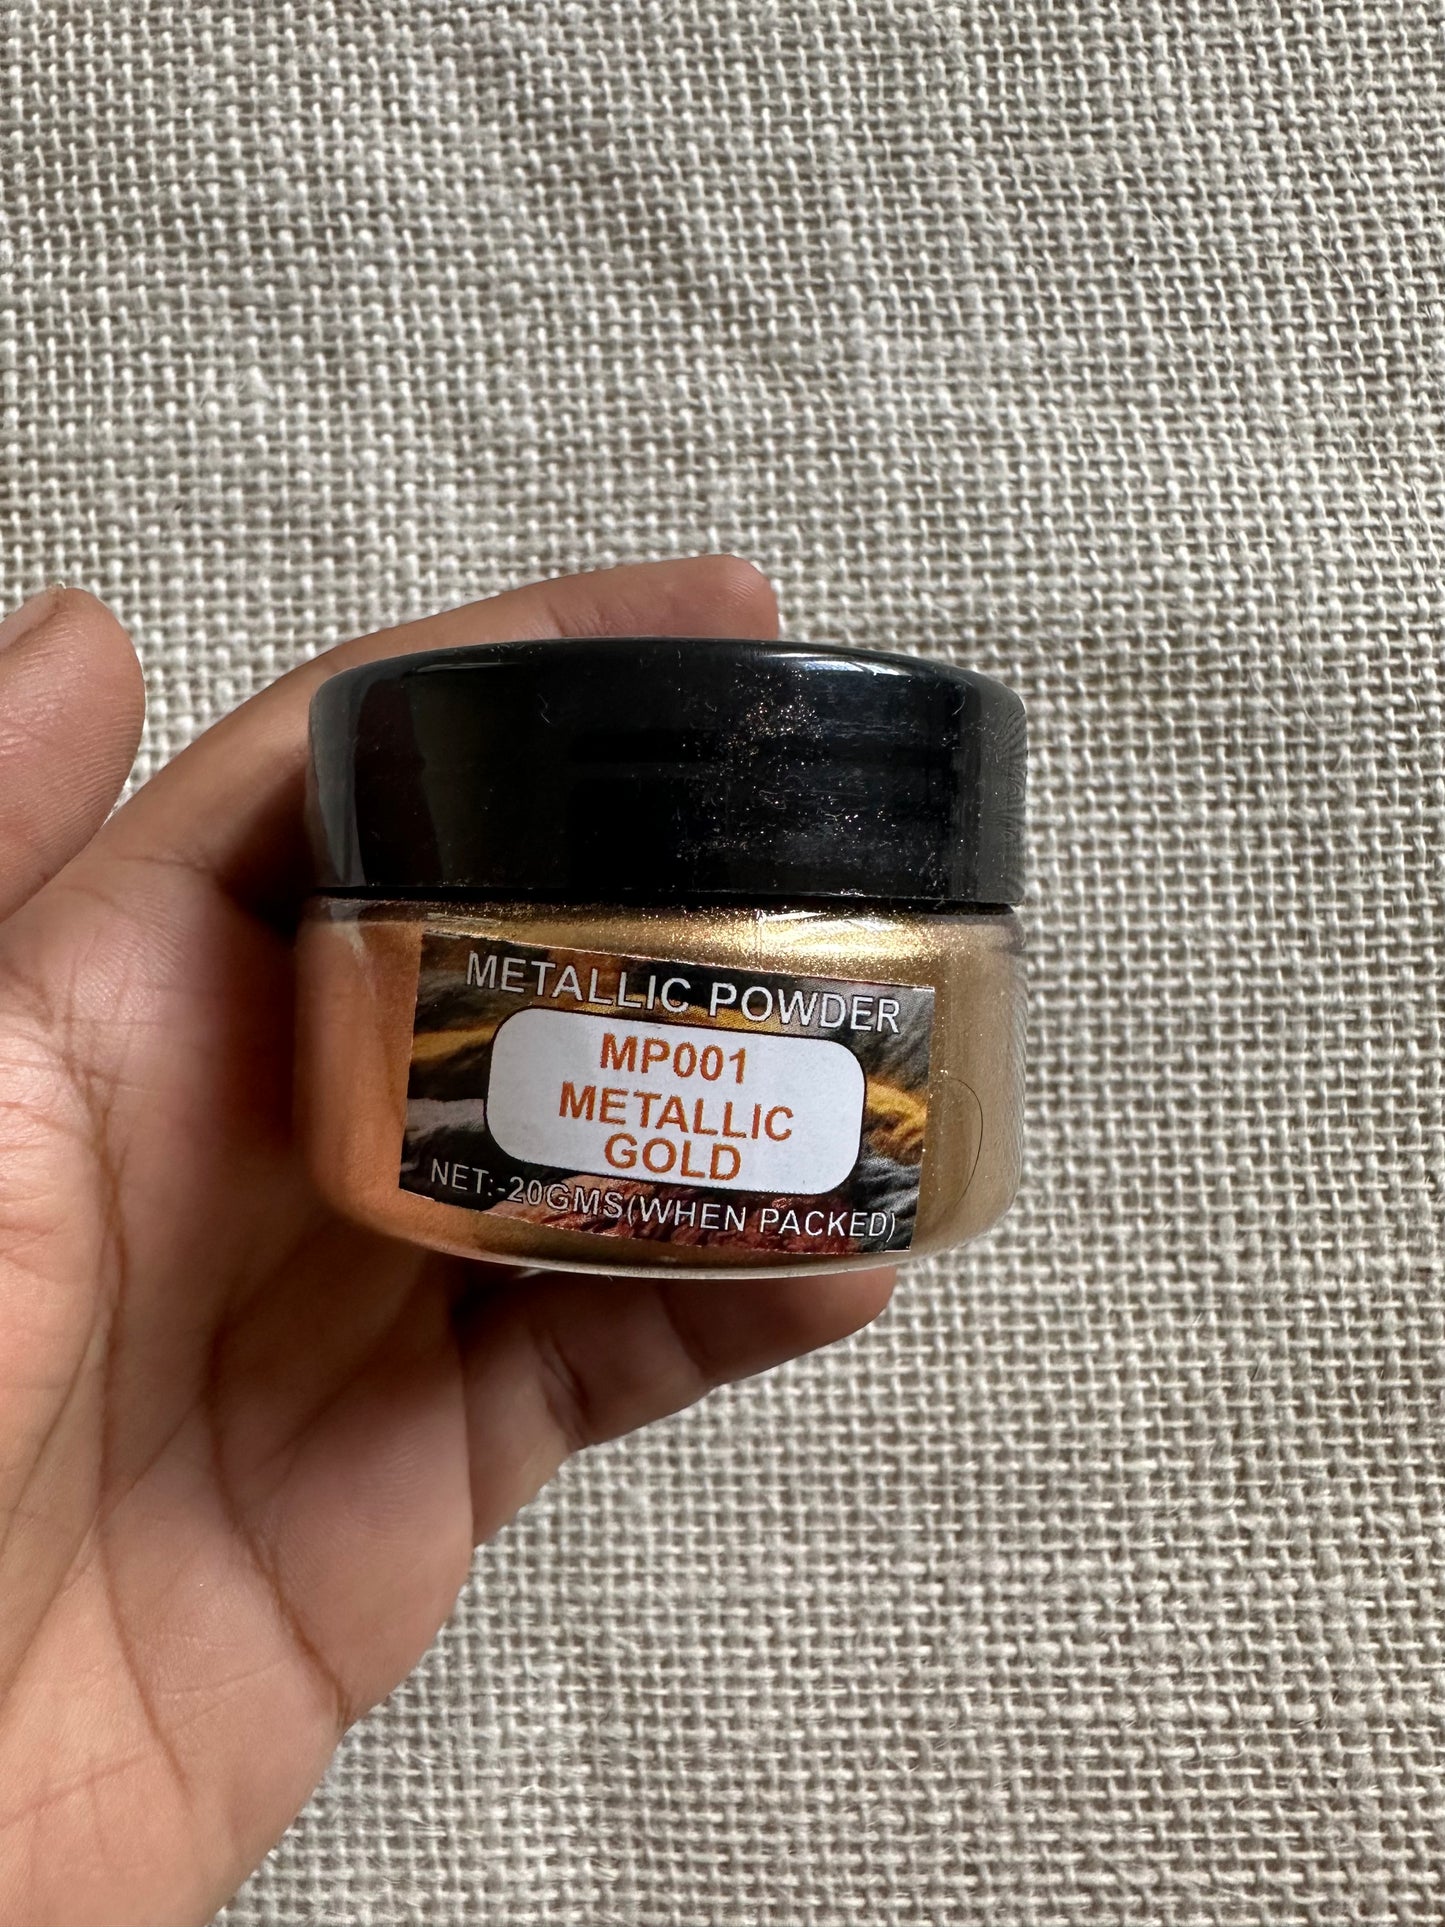 METALLIC POWDER
MP001
METALLIC
GOLD
NET:-20GMS(WHEN PACKED)